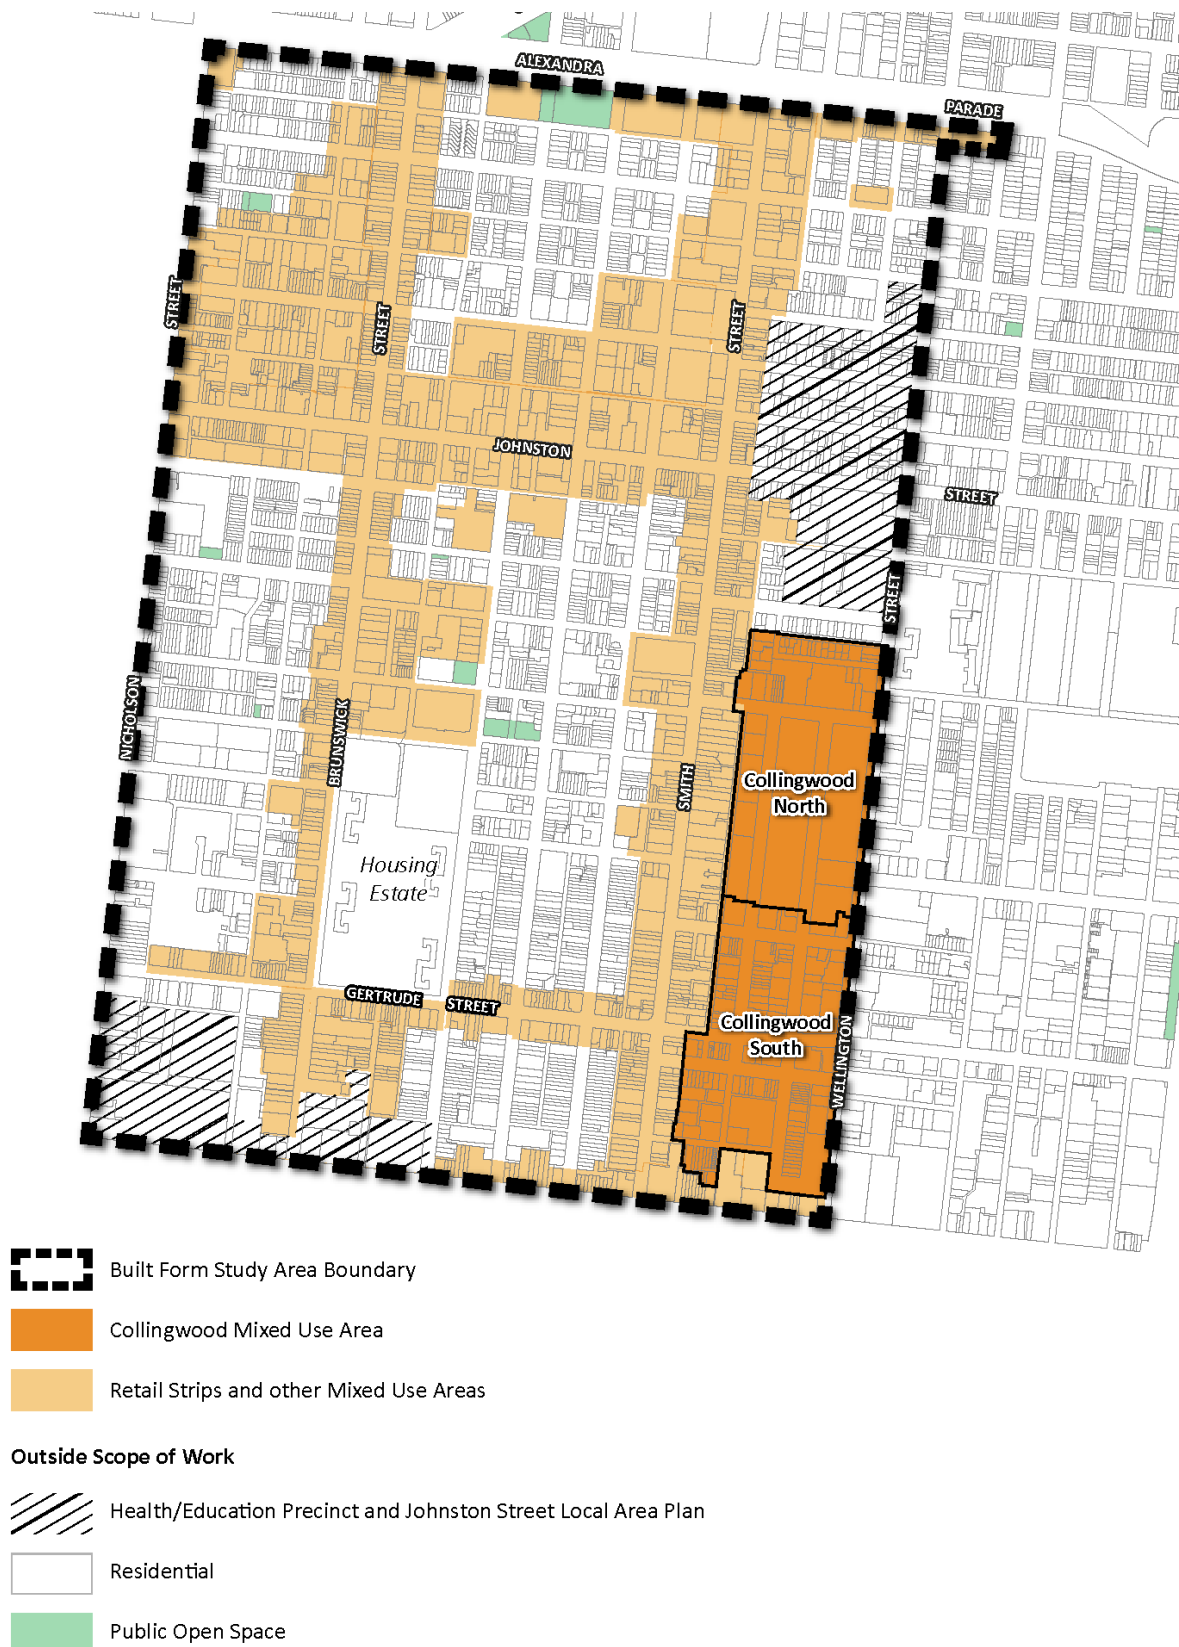 ALEXANDRA
PARADE
STREET
STREET
STREET
JOHNSTON
STREET
STREET
NICHOLSON
BRUNSWICK
SMITH
Collingwood
North
Housing
Estate
GERTRUDE
STREET
Collingwood
South
WELLINGTON
Built Form Study Area Boundary
Collingwood Mixed Use Area
Retail Strips and other Mixed Use Areas
Outside Scope of Work
Health/Education Precinct and Johnston Street Local Area Plan
Residential
Public Open Space